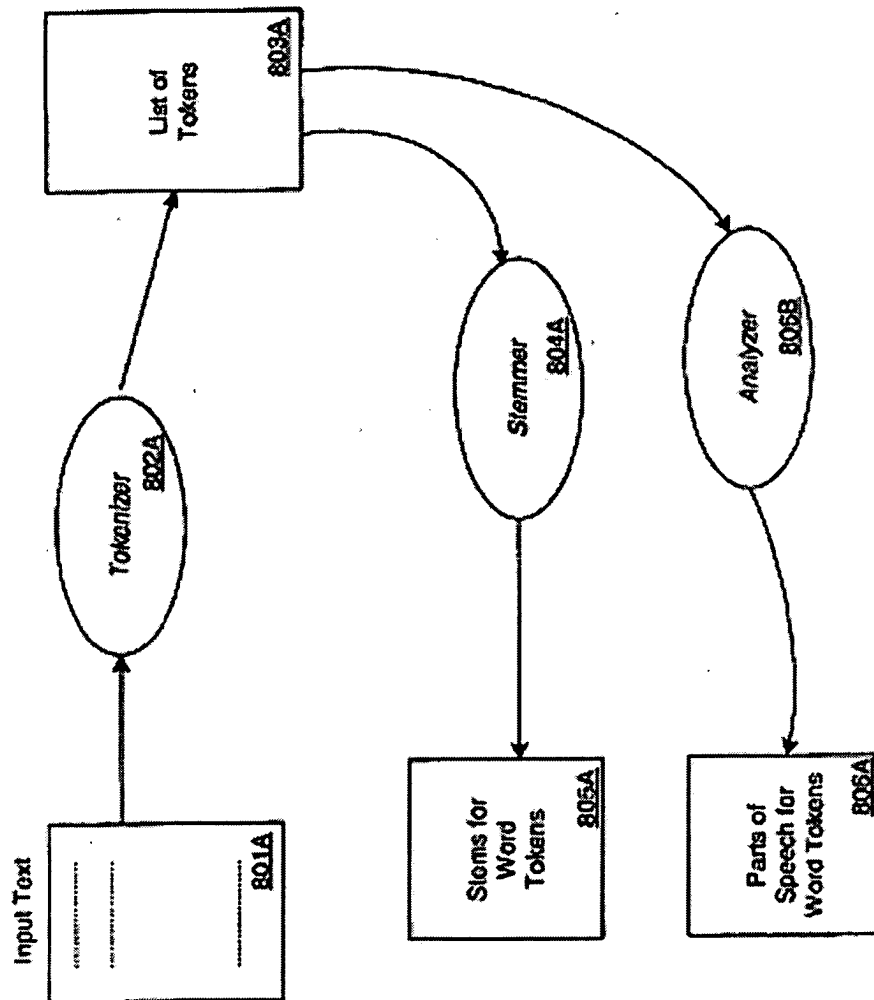 Input Text
801A
Tokenizer
802A
List of
Tokens
803A
Stemmer
804A
Stems for
Word
Tokens
805A
Analyzer
806B
Parts of
Speech for
Word Tokens
806A